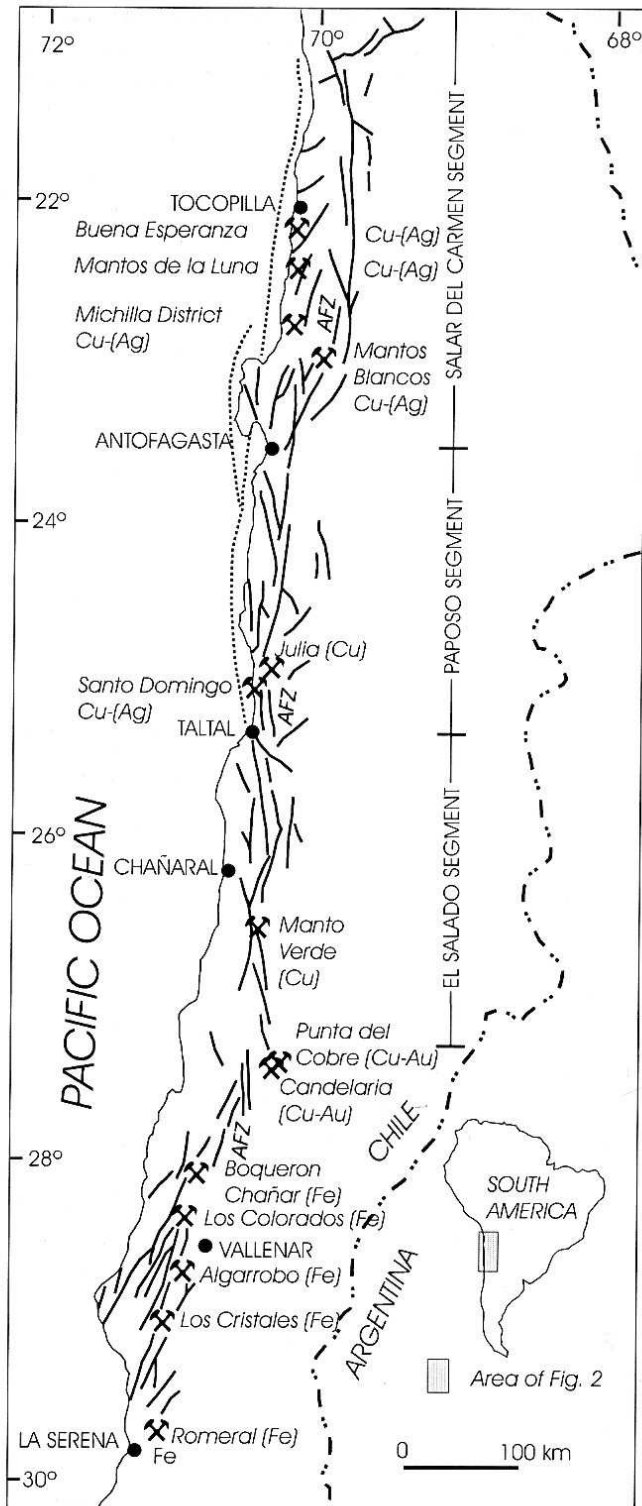 72°
70°
68°
22°
TOCOPILLA
Buena Esperanza
Cu-(Ag)
Mantos de la Luna
Cu-(Ag)
Michilla District
Cu-(Ag)
AFZ
Mantos
Blancos
Cu-(Ag)
SALAR DEL CARMEN SEGMENT
ANTOFAGASTA
24°
PAPOSO SEGMENT
Julia (Cu)
Santo Domingo
Cu-(Ag)
AFZ
TALTAL
26°
CHAÑARAL
EL SALADO SEGMENT
PACIFIC OCEAN
Manto
Verde
(Cu)
Punta del
Cobre (Cu-Au)
Candelaria
(Cu-Au)
AFZ
CHILE
28°
Boqueron
Chañar (Fe)
Los Colorados (Fe)
VALLENAR
Algarrobo (Fe)
ARGENTINA
Los Cristales (Fe)
SOUTH
AMERICA
Area of Fig. 2
LA SERENA
Romeral (Fe)
Fe
0 100 km
30°